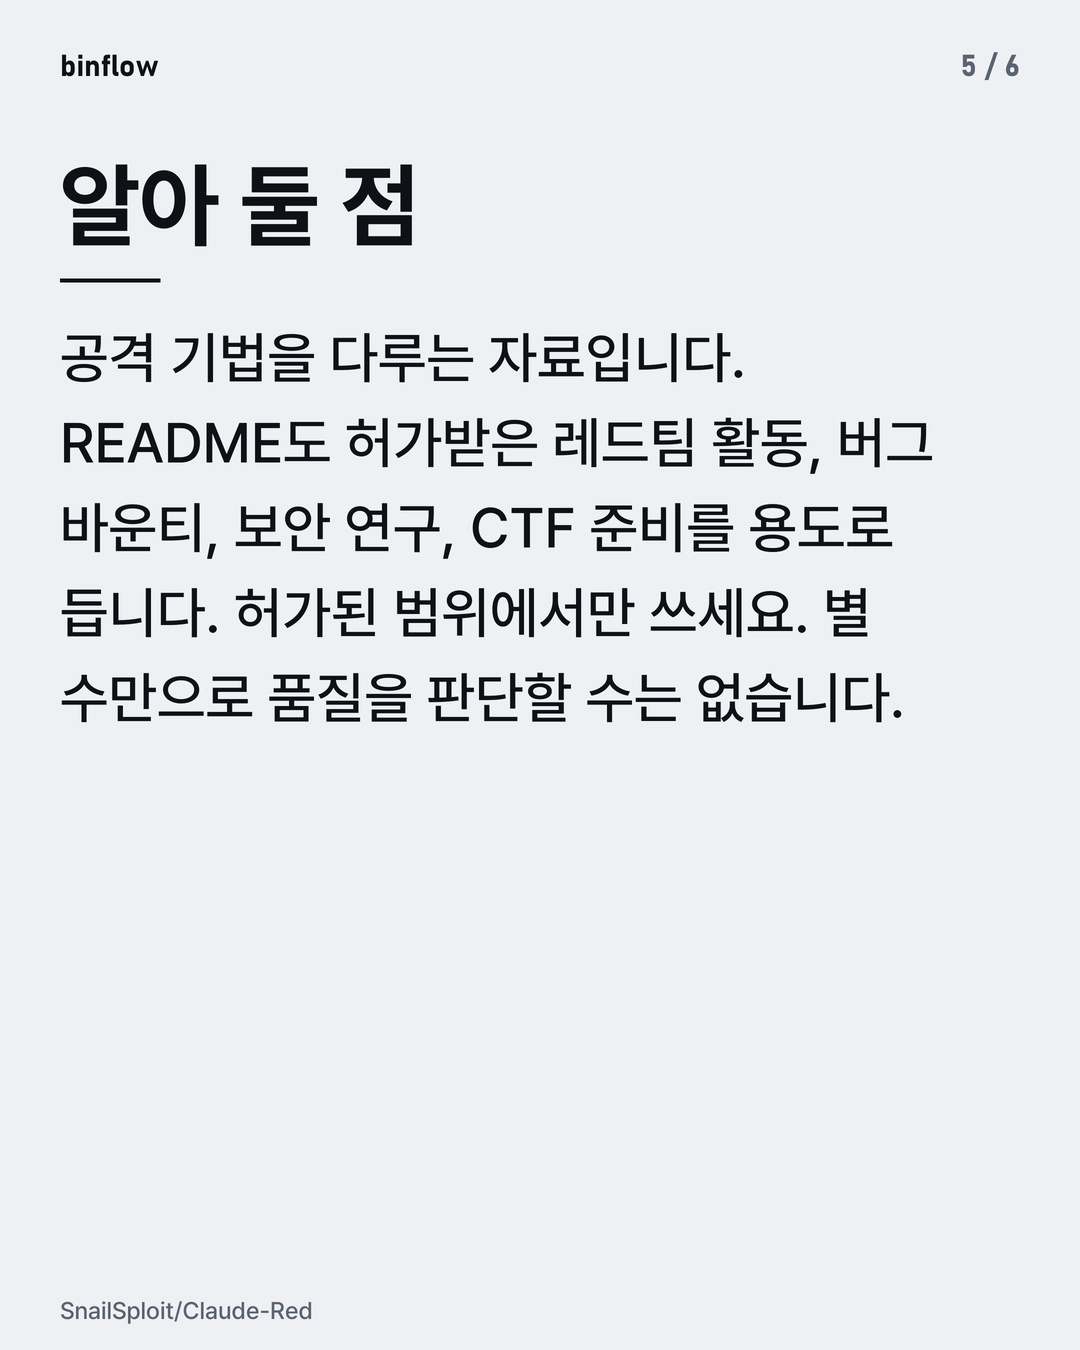 binflow
5 / 6
알아 둘 점
공격 기법을 다루는 자료입니다.
README도 허가받은 레드팀 활동, 버그
바운티, 보안 연구, CTF 준비를 용도로
듭니다. 허가된 범위에서만 쓰세요. 별
수만으로 품질을 판단할 수는 없습니다.
SnailSploit/Claude-Red